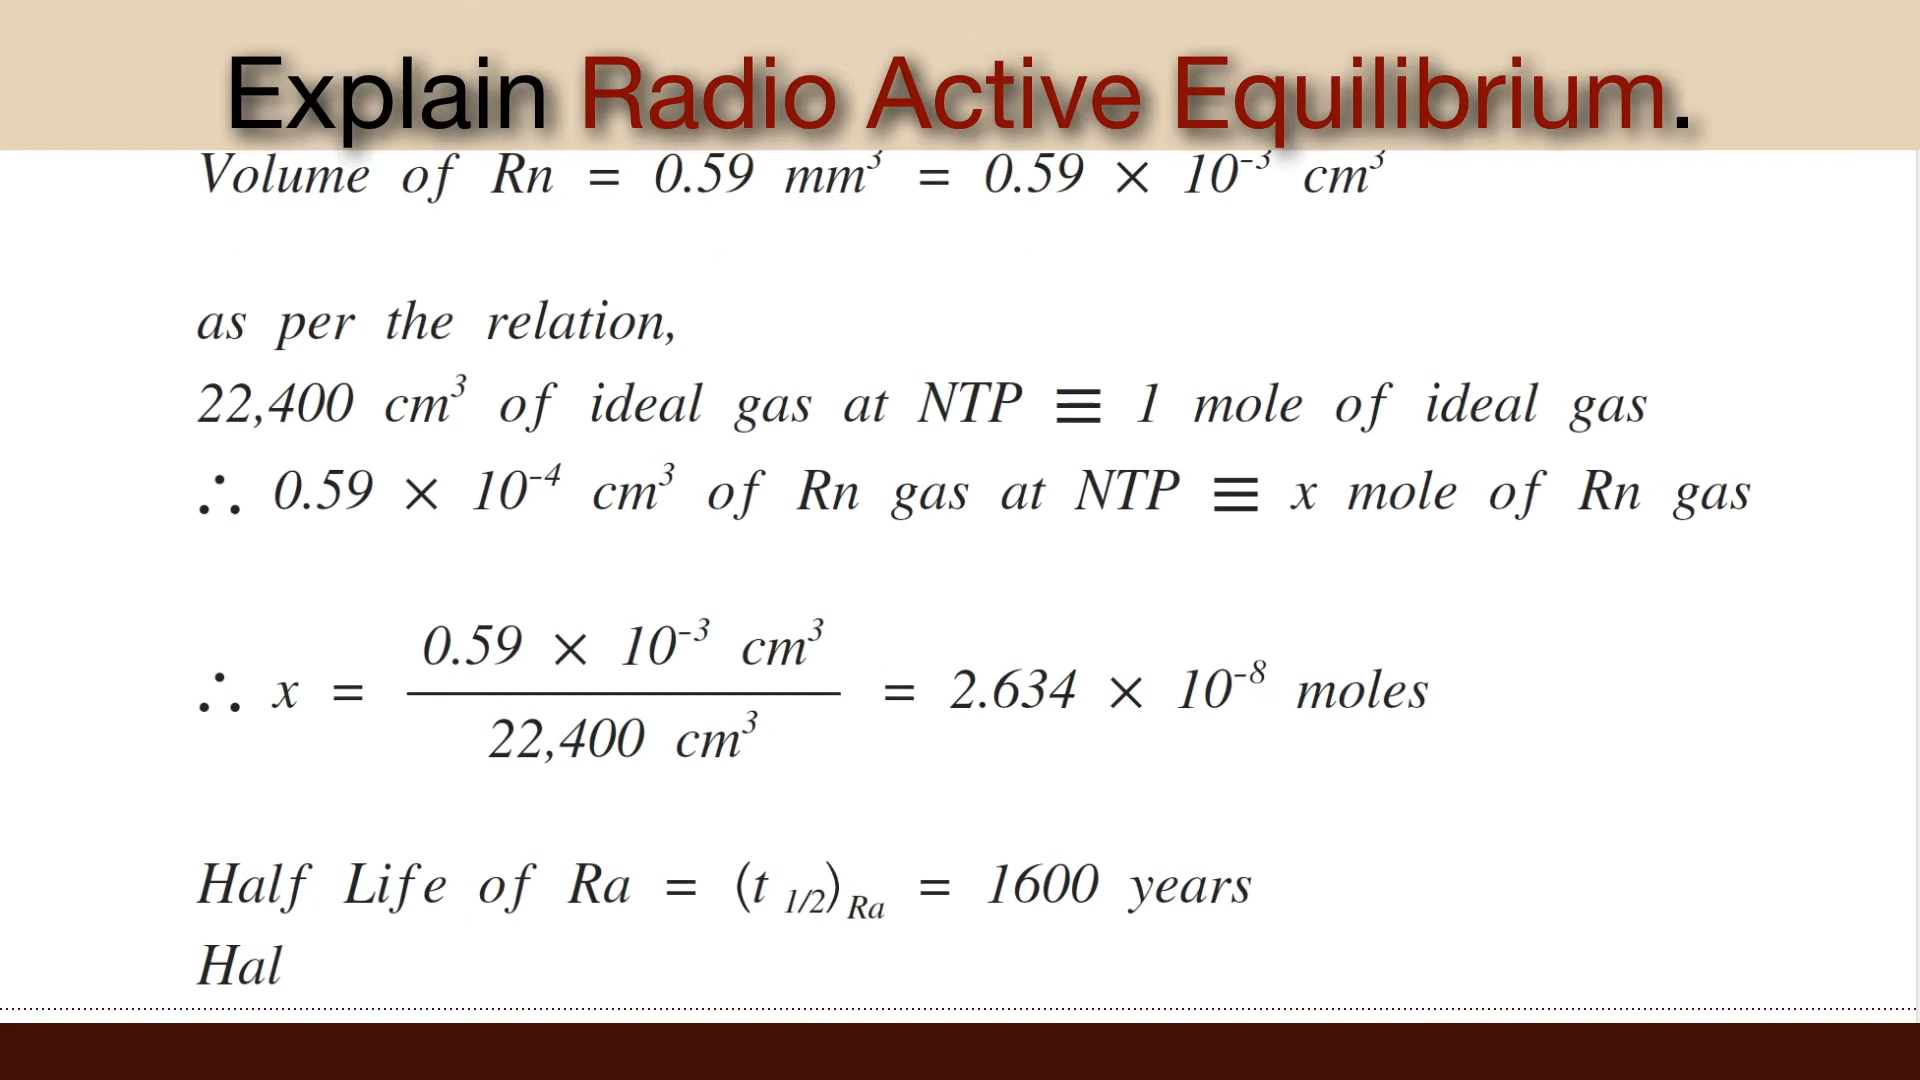 Explain Radio Active Equilibrium.
Volume of Rn = 0.59 mm³ = 0.59 × 10⁻³ cm³
as per the relation,
22,400 cm³ of ideal gas at NTP ≡ 1 mole of ideal gas
∴ 0.59 × 10⁻⁴ cm³ of Rn gas at NTP ≡ x mole of Rn gas
0.59 × 10⁻³ cm³
∴ x = = 2.634 × 10⁻⁸ moles
22,400 cm³
Half Life of Ra = (t 1/2) Ra = 1600 years
Hal